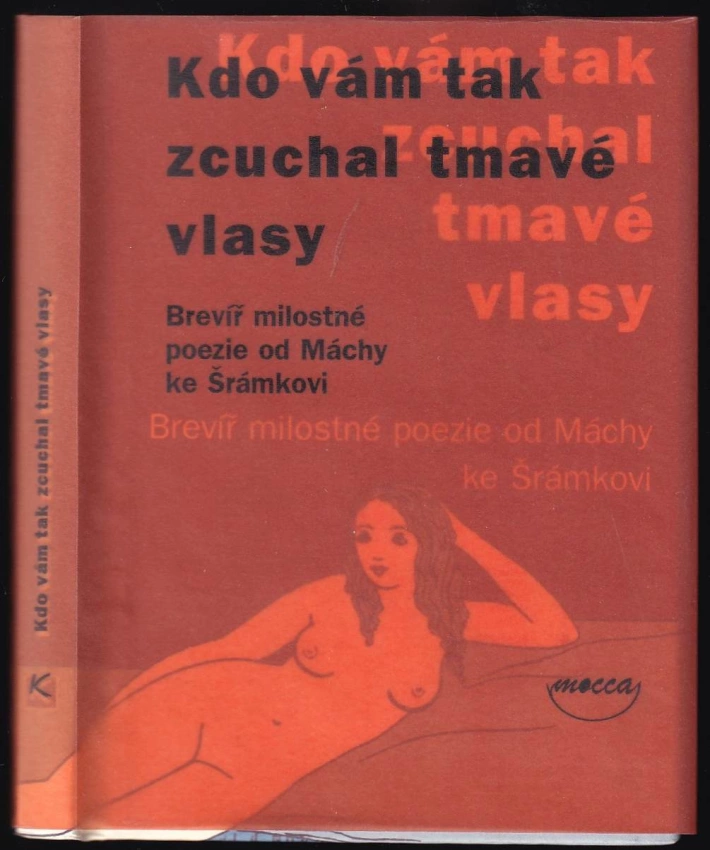 Kdo vám tak
zcuchal tmavé
vlasy
Kdo vám tak
zcuchal
tmavé
vlasy
Brevíř milostné
poezie od Máchy
ke Šrámkovi
Brevíř milostné poezie od Máchy
ke Šrámkovi
mocca
Kdo vám tak zcuchal tmavé vlasy
K